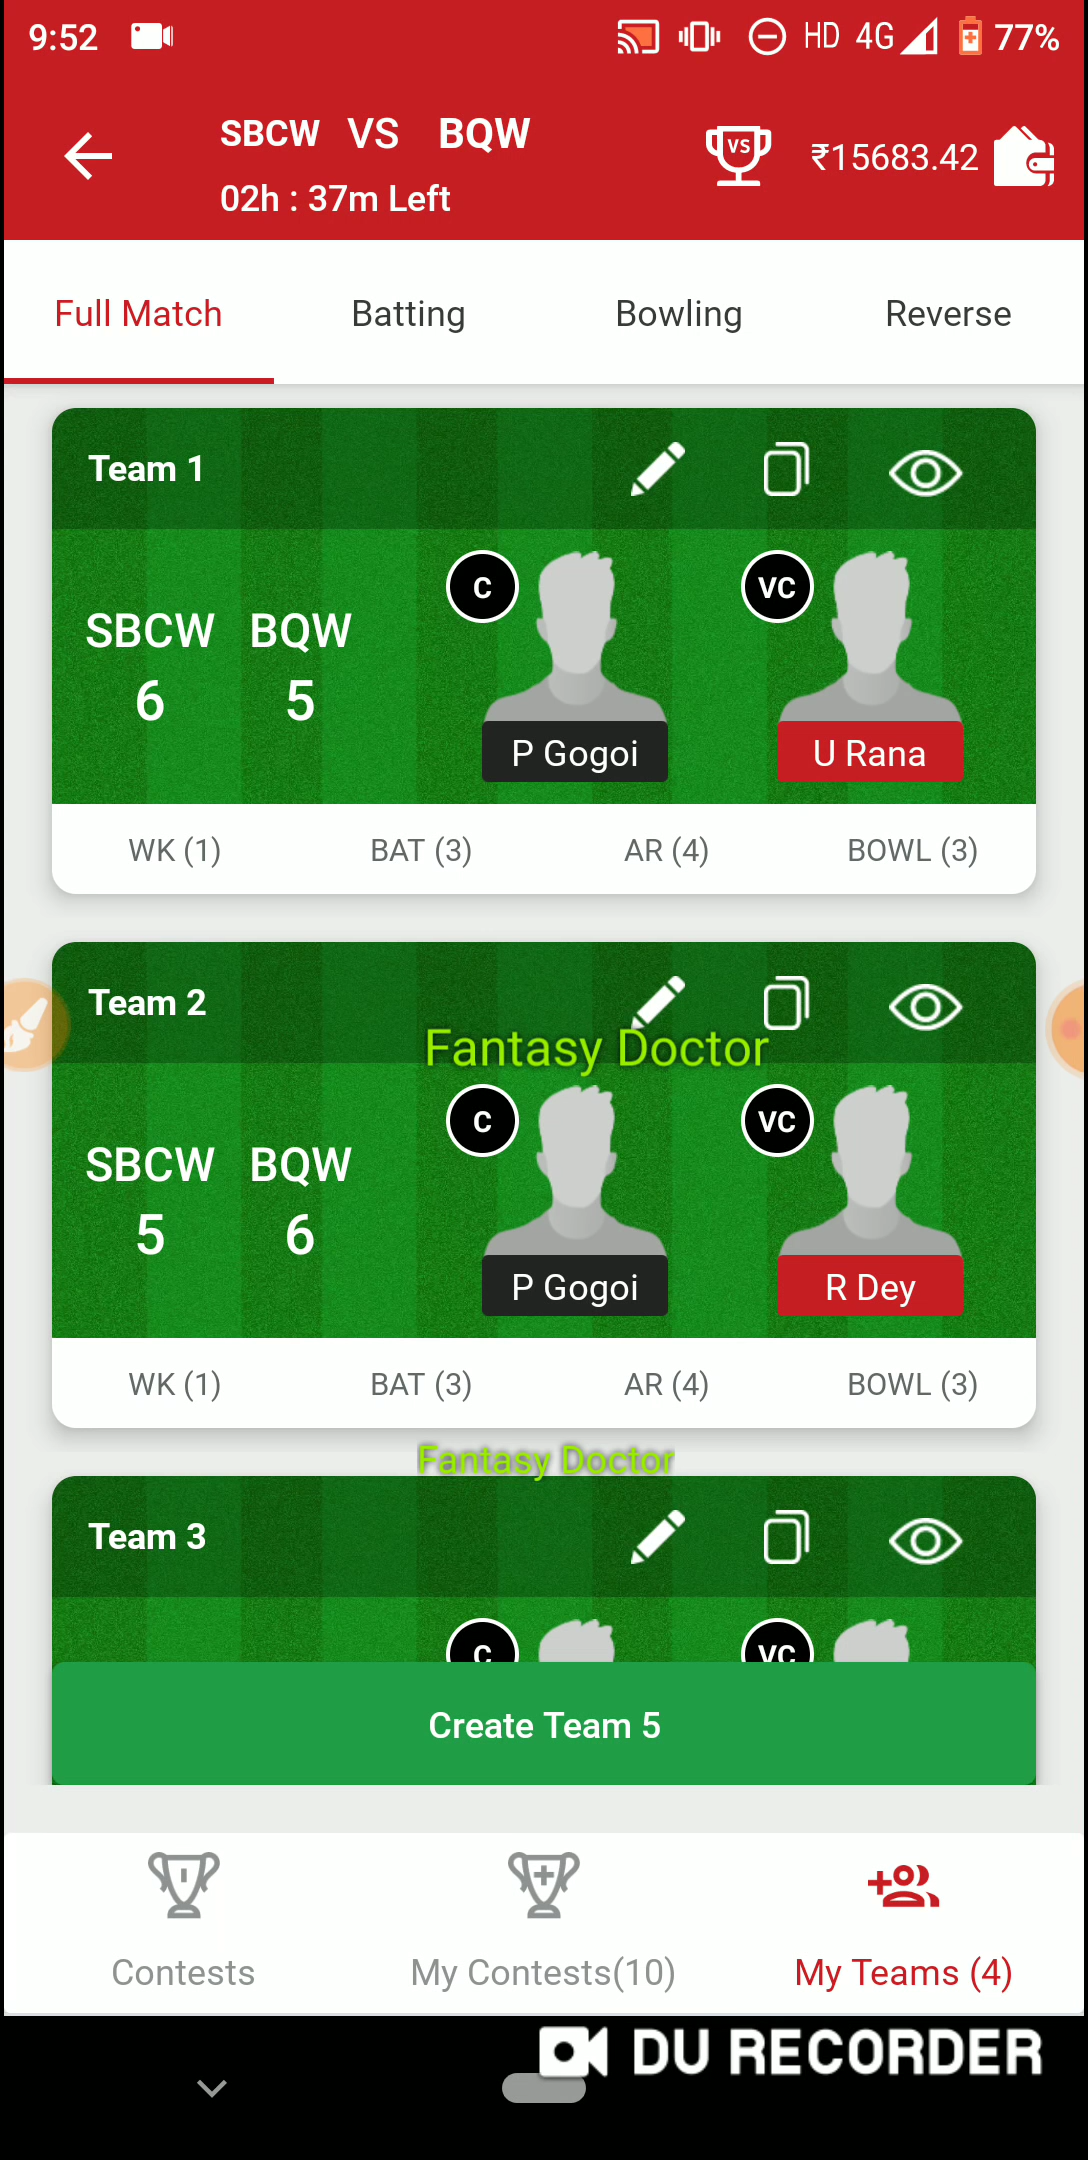 9:52 HD 4G 77%
SBCW VS BQW
VS ₹15683.42
02h : 37m Left
Full Match Batting Bowling Reverse
Team 1
C VC
SBCW BQW
6 5
P Gogoi U Rana
WK (1) BAT (3) AR (4) BOWL (3)
Team 2
Fantasy Doctor
C VC
SBCW BQW
5 6
P Gogoi R Dey
WK (1) BAT (3) AR (4) BOWL (3)
Fantasy Doctor
Team 3
C VC
Create Team 5
Contests My Contests(10) My Teams (4)
DU RECORDER